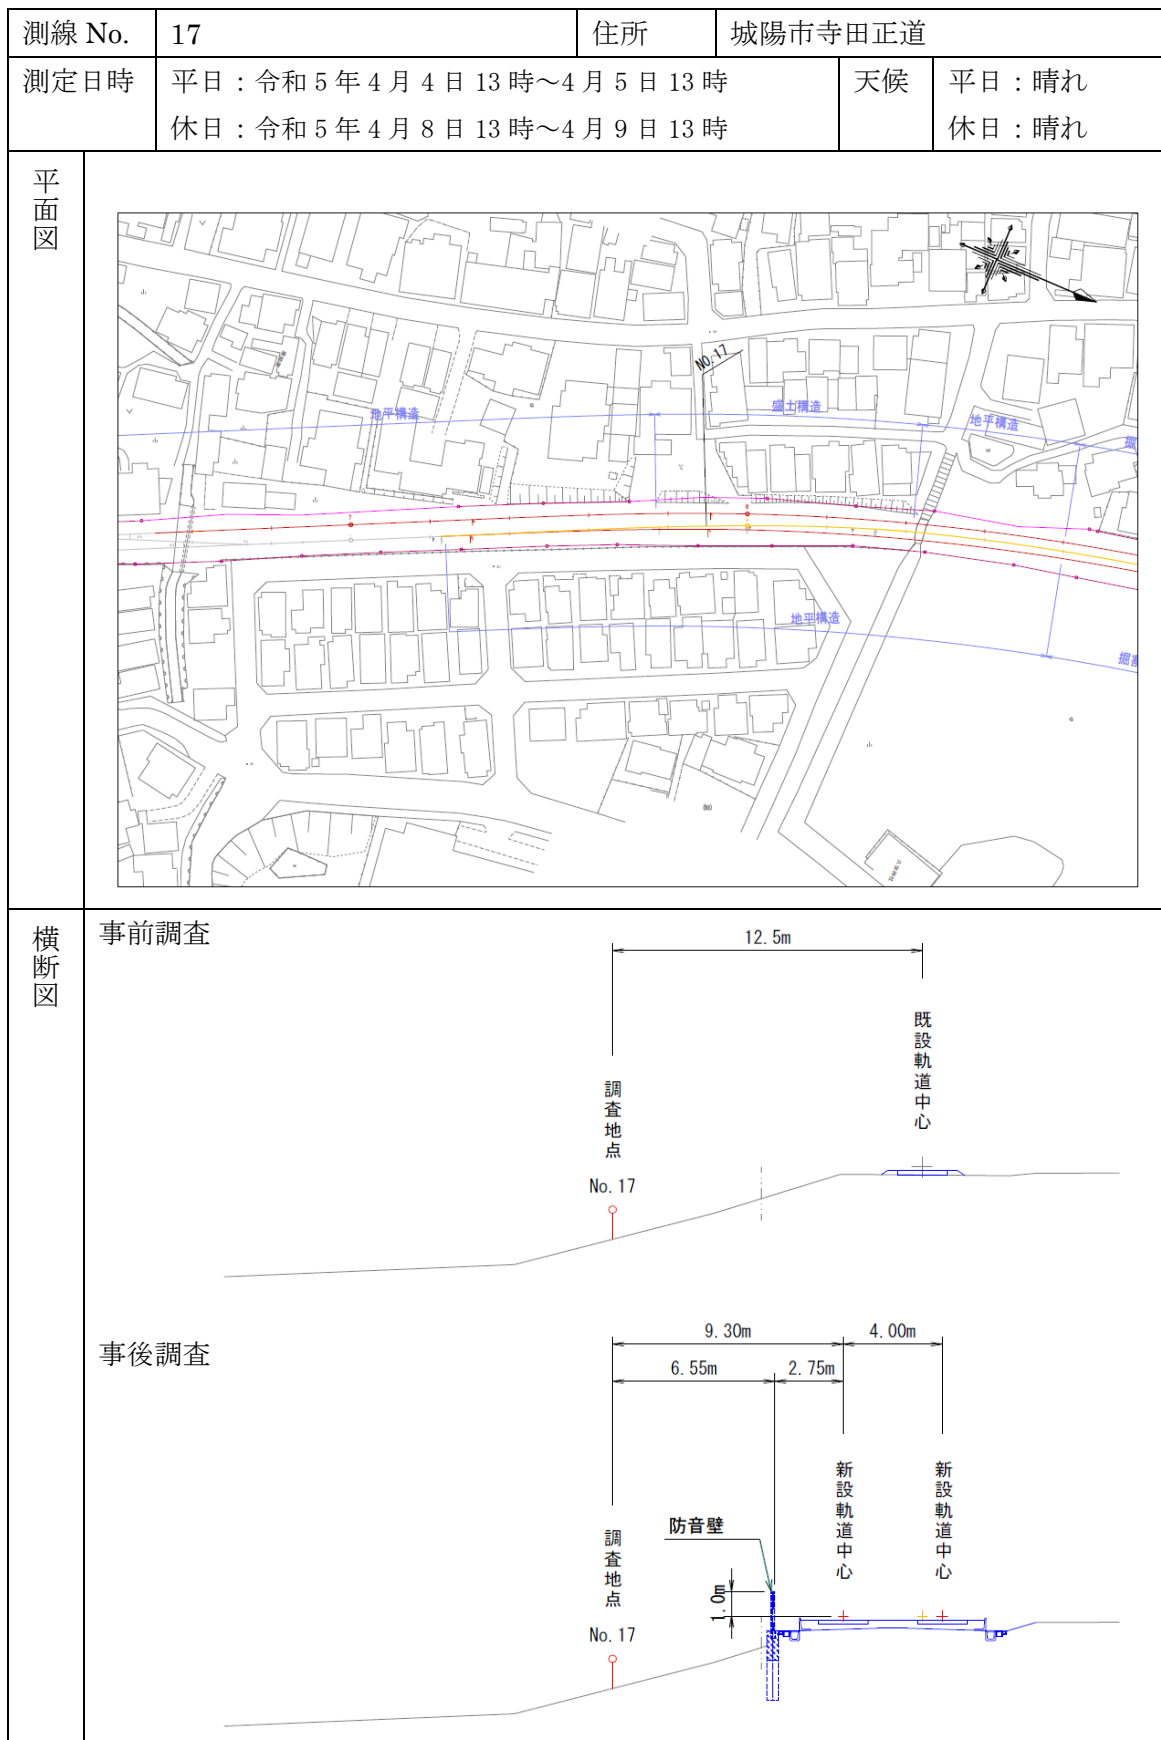 測線 No.
17
住所
城陽市寺田正道
測定日時
平日：令和 5 年 4 月 4 日 13 時～4 月 5 日 13 時
休日：令和 5 年 4 月 8 日 13 時～4 月 9 日 13 時
天候
平日：晴れ
休日：晴れ
平面図
NO.17
地平構造
盛土構造
地平構造
地平構造
横断図
事前調査
12.5m
既設軌道中心
調査地点
No.17
事後調査
9.30m
4.00m
6.55m
2.75m
新設軌道中心
新設軌道中心
防音壁
調査地点
1.0m
No.17